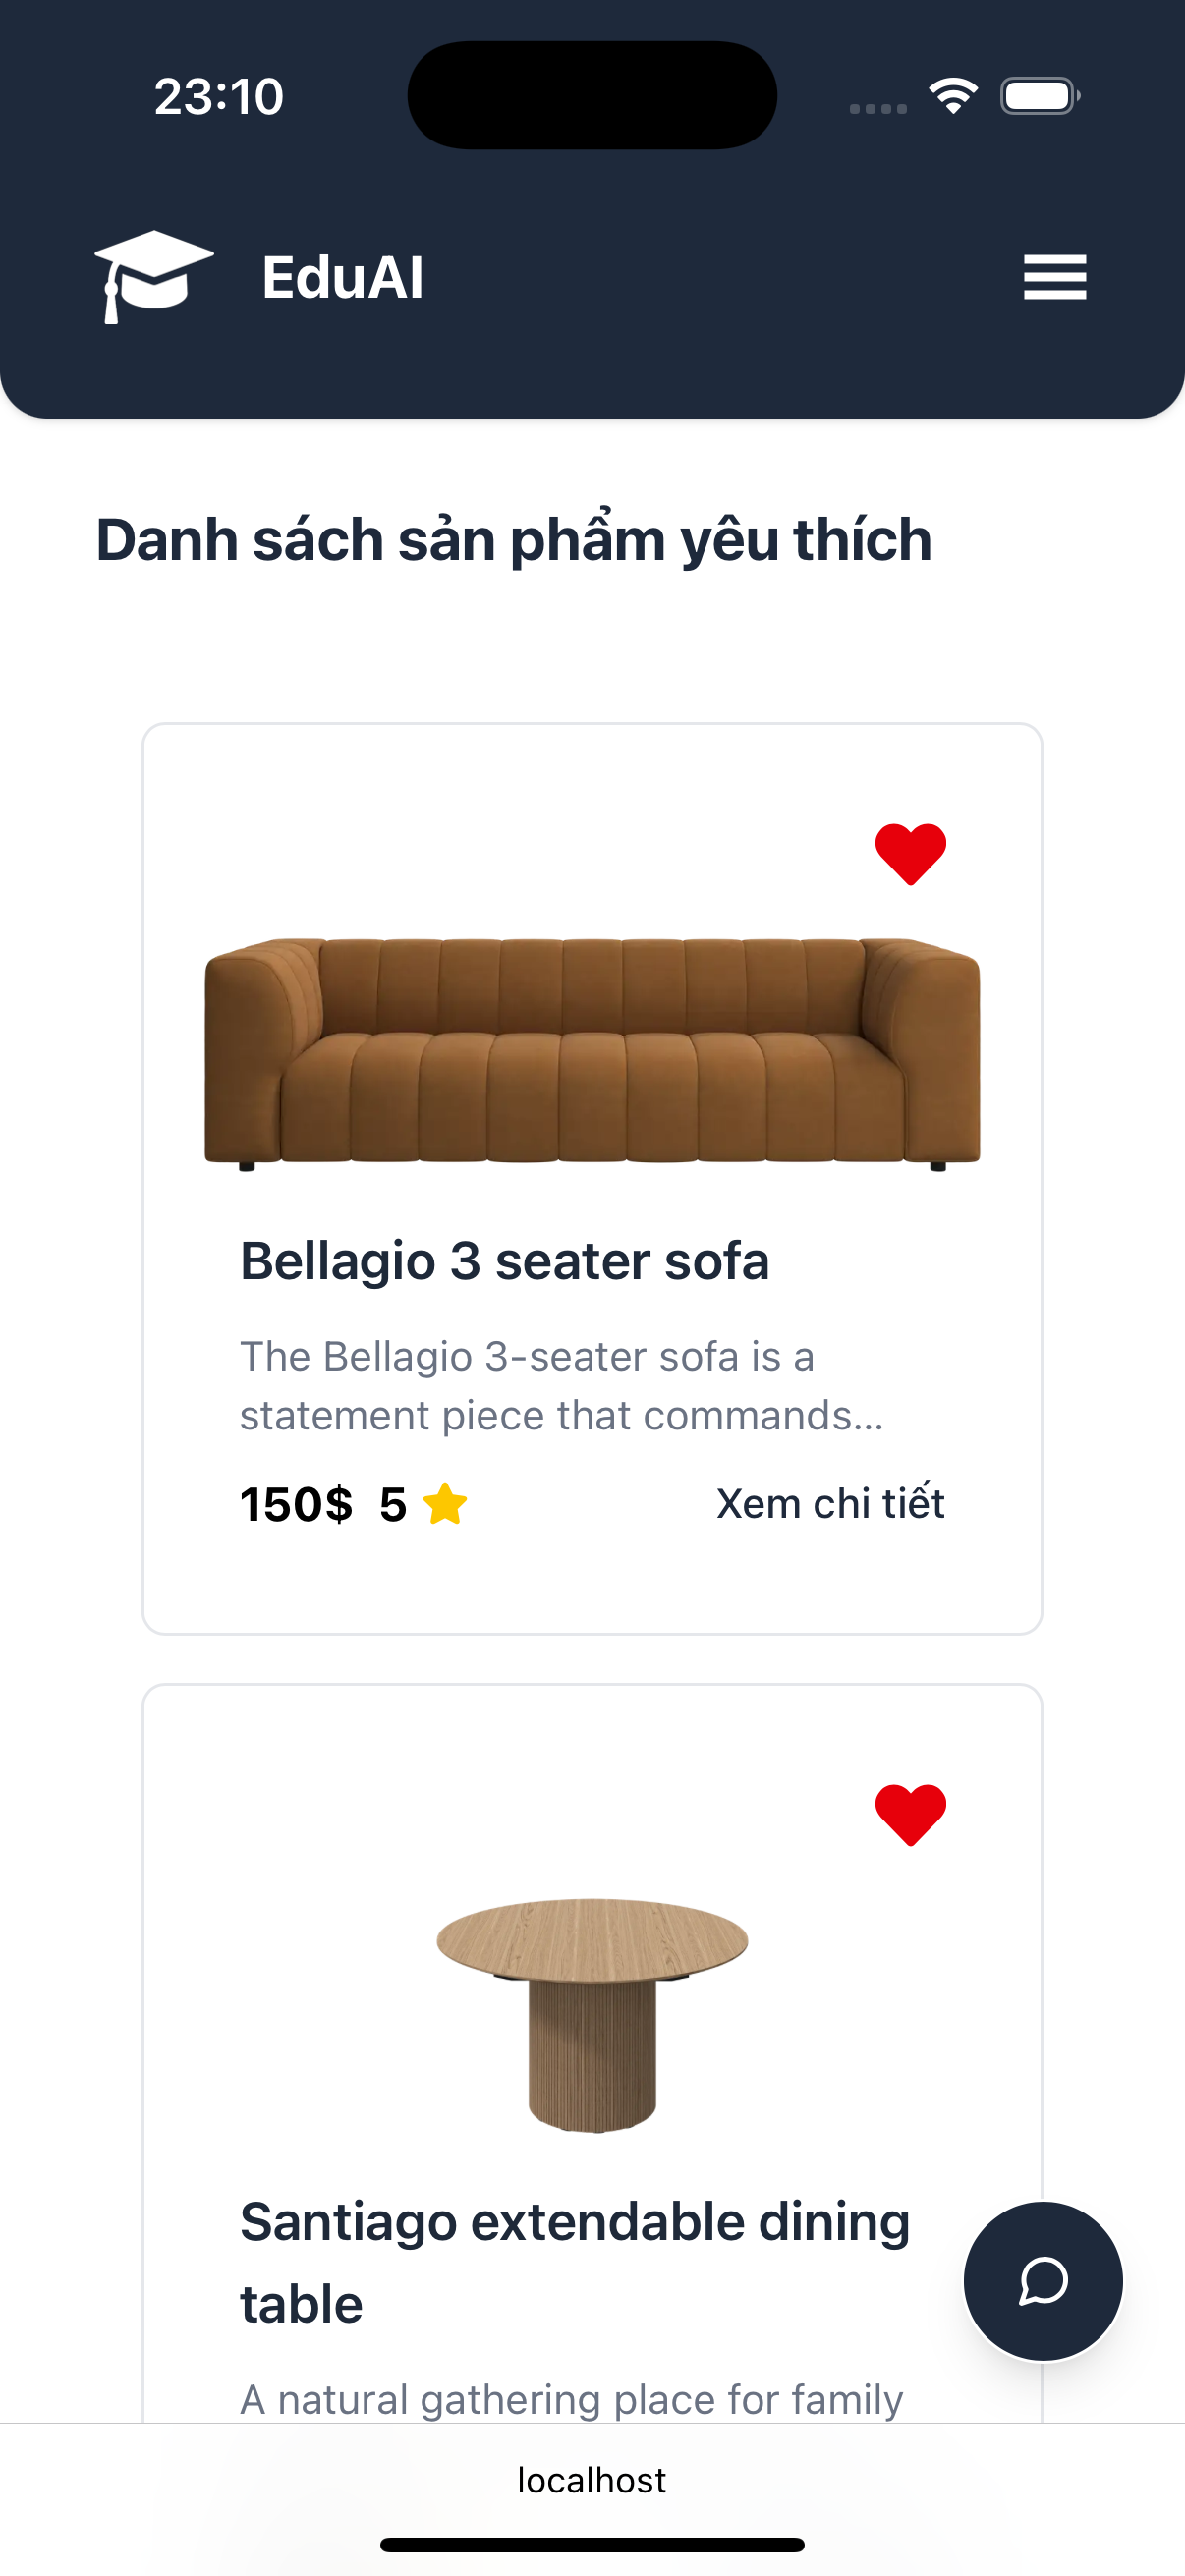 23:10
EduAI
Danh sách sản phẩm yêu thích
Bellagio 3 seater sofa
The Bellagio 3-seater sofa is a
statement piece that commands...
150$ 5
Xem chi tiết
Santiago extendable dining
table
A natural gathering place for family
localhost